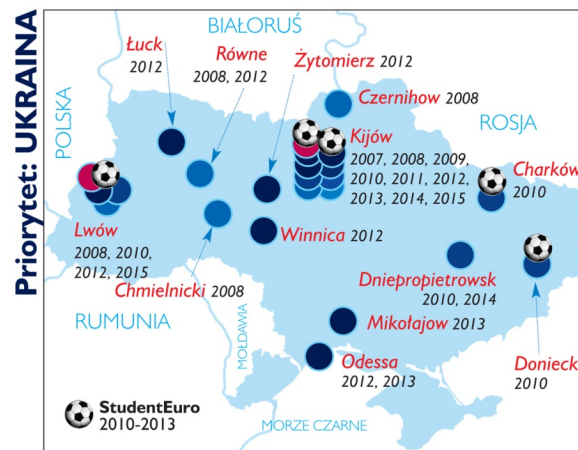 Priorytet: UKRAINA
BIAŁORUŚ
Łuck
2012
Równe
2008, 2012
Żytomierz 2012
Czernihow 2008
POLSKA
ROSJA
Kijów
2007, 2008, 2009,
2010, 2011, 2012,
2013, 2014, 2015
Charków
2010
Lwów
2008, 2010,
2012, 2015
Winnica 2012
Chmielnicki 2008
Dniepropietrowsk
2010, 2014
RUMUNIA
MOŁDAWIA
Mikołajow 2013
Odessa
2012, 2013
Donieck
2010
StudentEuro
2010-2013
MORZE CZARNE